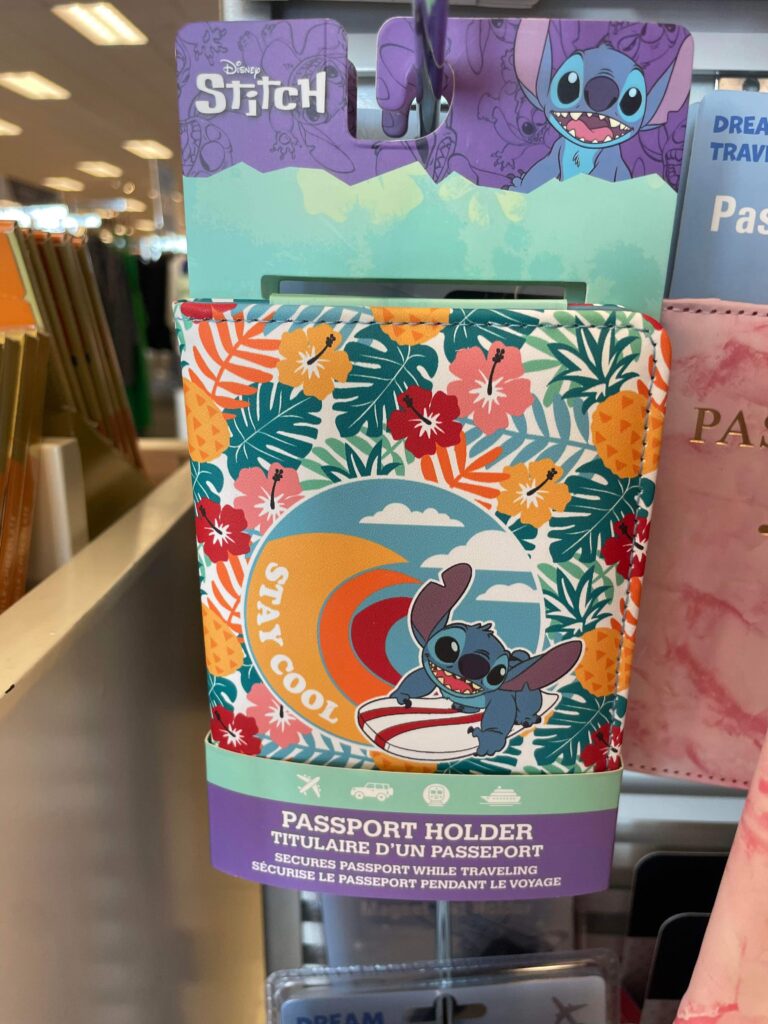 Disney
STITCH
DREA
TRAV
Pas
PAS
STAY COOL
PASSPORT HOLDER
TITULAIRE D'UN PASSEPORT
SECURES PASSPORT WHILE TRAVELING
SÉCURISE LE PASSEPORT PENDANT LE VOYAGE
DREAM